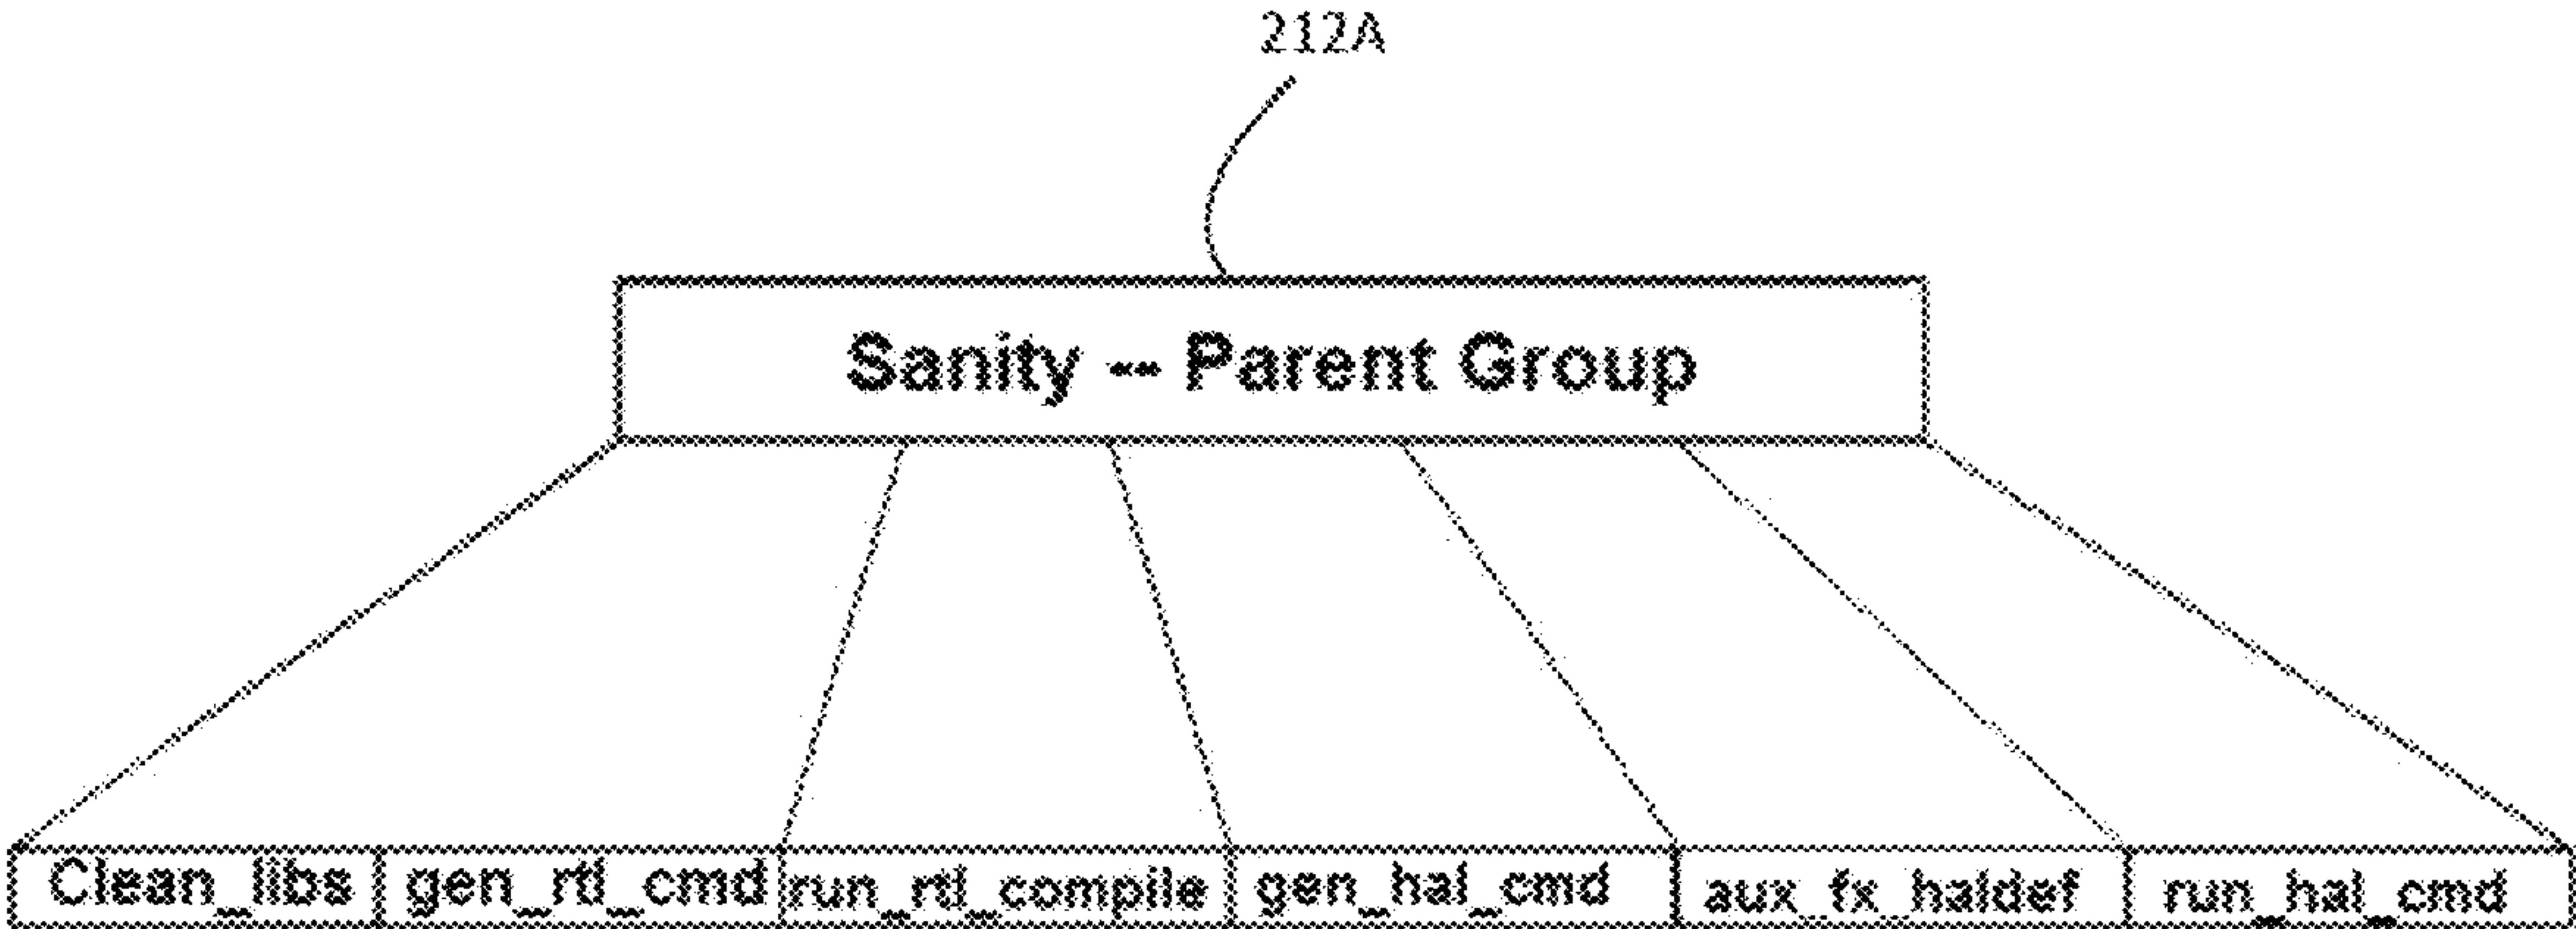 212A
Sanity -- Parent Group
Clean_libs gen_rtl_cmd run_rtl_compile gen_hal_cmd aux_fx_haldef run_hal_cmd